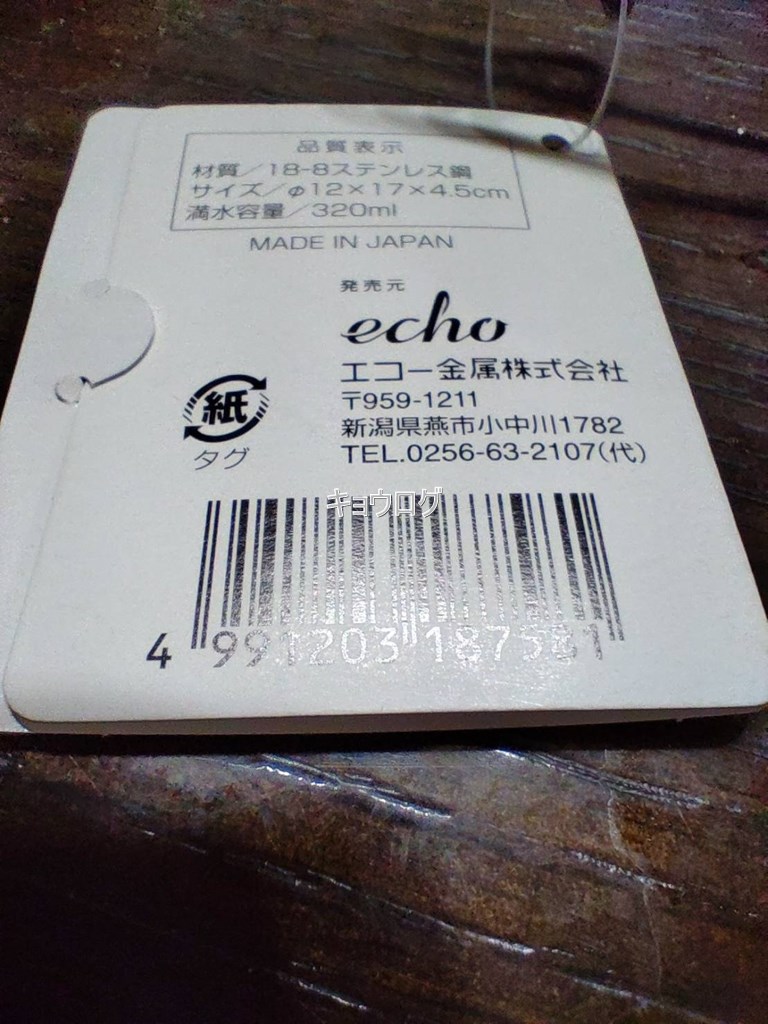 品質表示
材質/18-8ステンレス鋼
サイズ/φ12×17×4.5cm
満水容量/320ml
MADE IN JAPAN
発売元
echo
エコー金属株式会社
〒959-1211
新潟県燕市小中川1782
TEL.0256-63-2107(代)
紙
タグ
キョウログ
4 991203 187581